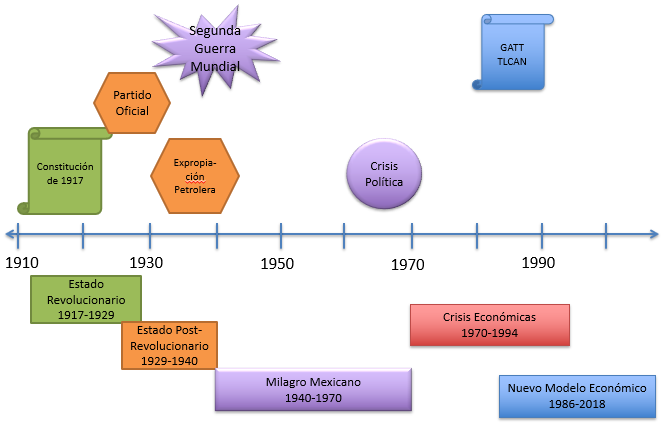 Segunda
Guerra
Mundial
GATT
TLCAN
Partido
Oficial
Constitución
de 1917
Expropia-
ción
Petrolera
Crisis
Política
1910
1930
1950
1970
1990
Estado
Revolucionario
1917-1929
Estado Post-
Revolucionario
1929-1940
Milagro Mexicano
1940-1970
Crisis Económicas
1970-1994
Nuevo Modelo Económico
1986-2018